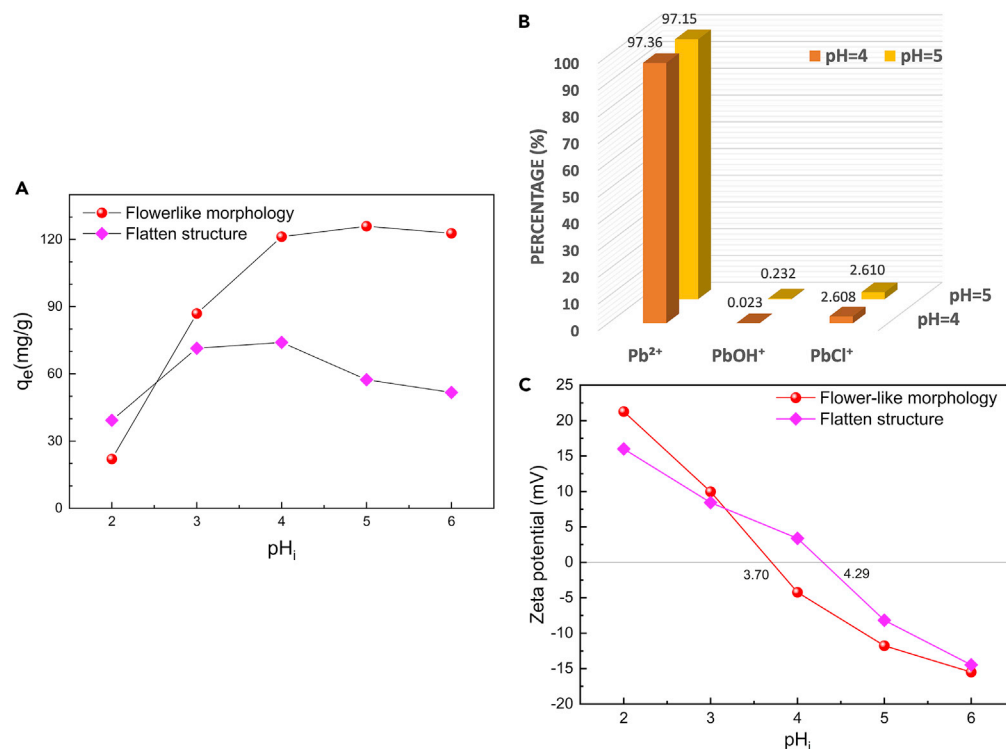 A
Flowerlike morphology
Flatten structure
120
90
60
30
0
qe(mg/g)
2 3 4 5 6
pHi
B
97.15
97.36
pH=4 pH=5
100
90
80
70
60
50
40
30
20
10
0
PERCENTAGE (%)
0.232
2.610
0.023
2.608
pH=5
pH=4
Pb²⁺ PbOH⁺ PbCl⁺
C
Flower-like morphology
Flatten structure
25
20
15
10
5
0
-5
-10
-15
-20
Zeta potential (mV)
3.70 4.29
2 3 4 5 6
pHi